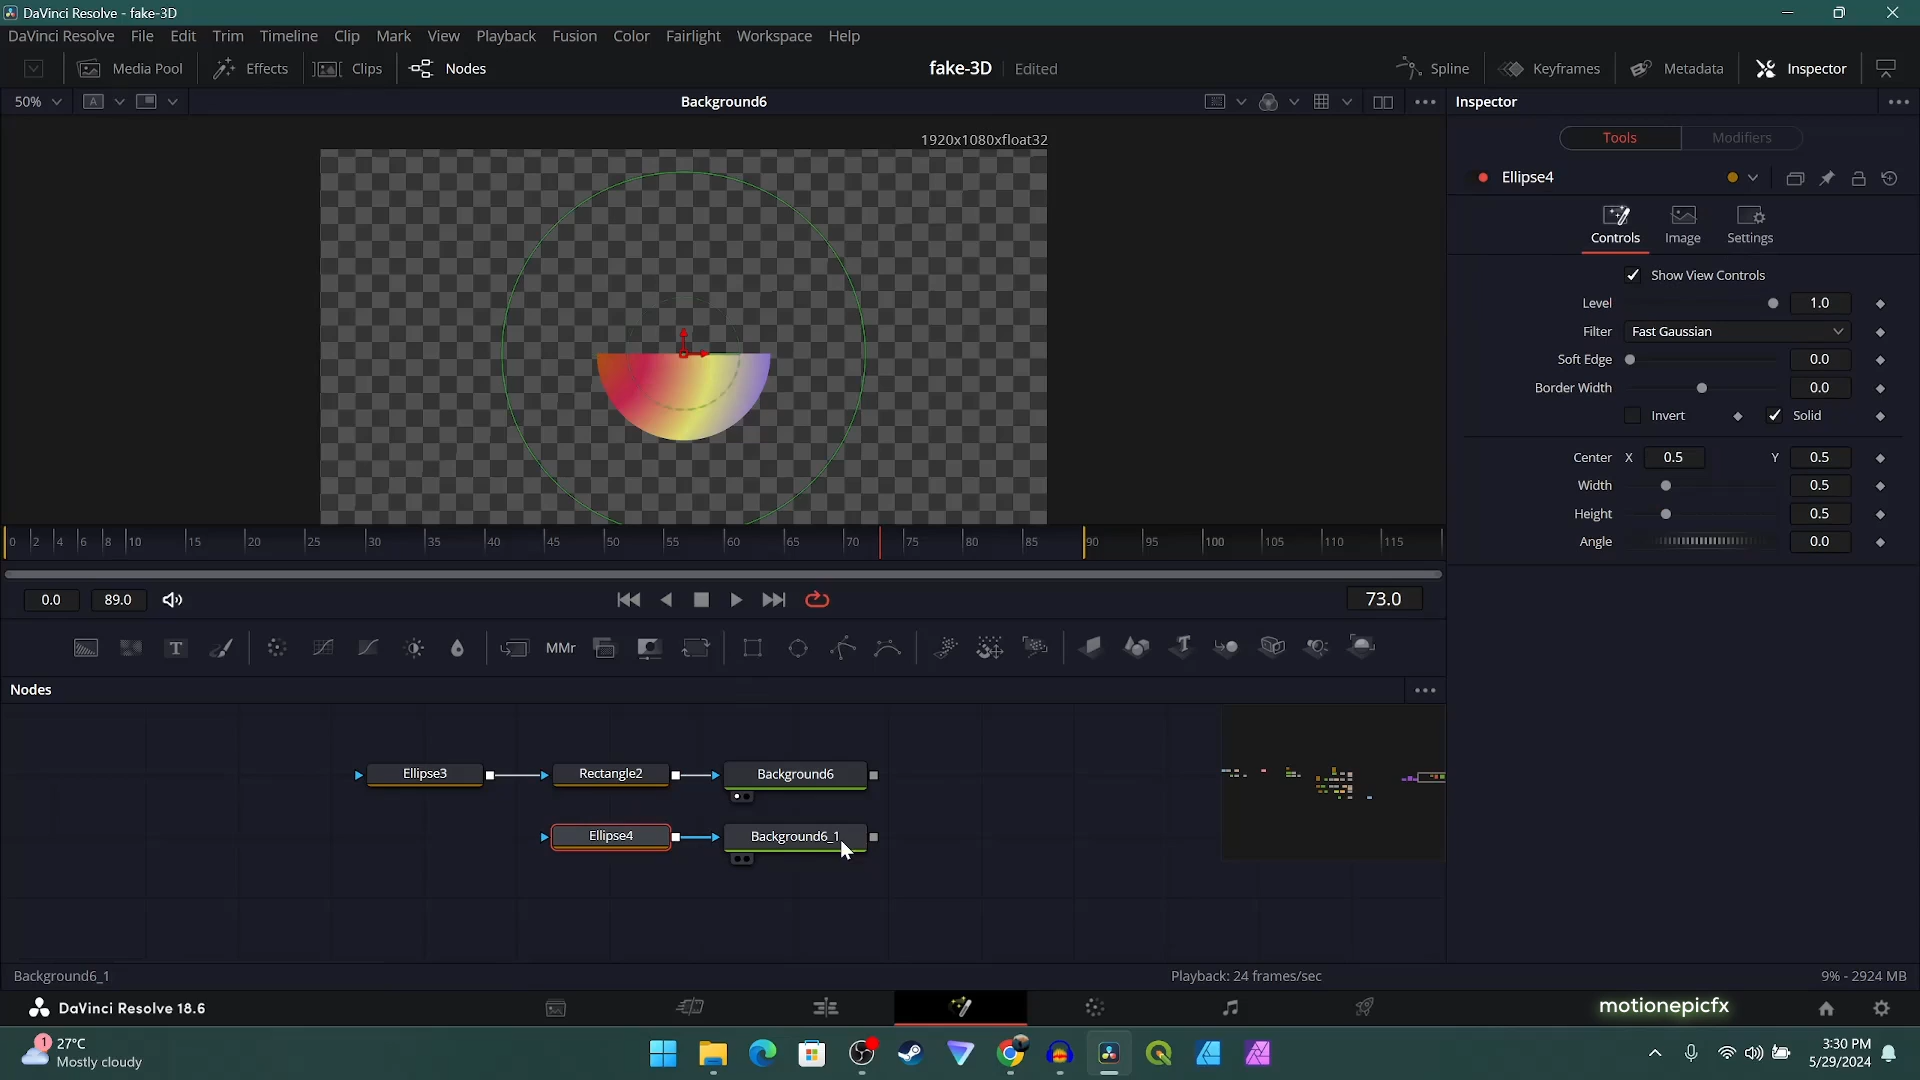 DaVinci Resolve - fake-3D
DaVinci Resolve File Edit Trim Timeline Clip Mark View Playback Fusion Color Fairlight Workspace Help
Media Pool Effects Clips Nodes fake-3D Edited Spline Keyframes Metadata Inspector
50% A Background6 Inspector
1920x1080xfloat32
Tools Modifiers
Ellipse4
Controls Image Settings
Show View Controls
Level 1.0
Filter Fast Gaussian
Soft Edge 0.0
Border Width 0.0
Invert Solid
Center X 0.5 Y 0.5
Width 0.5
Height 0.5
Angle 0.0
0 2 4 6 8 10 15 20 25 30 35 40 45 50 55 60 65 70 75 80 85 90 95 100 105 110 115
0.0 89.0 73.0
T MMr T
Nodes
Ellipse3 Rectangle2 Background6
Ellipse4 Background6_1
Background6_1 Playback: 24 frames/sec 9% - 2924 MB
DaVinci Resolve 18.6 motionepicfx
1 27°C
Mostly cloudy
3:30 PM
5/29/2024